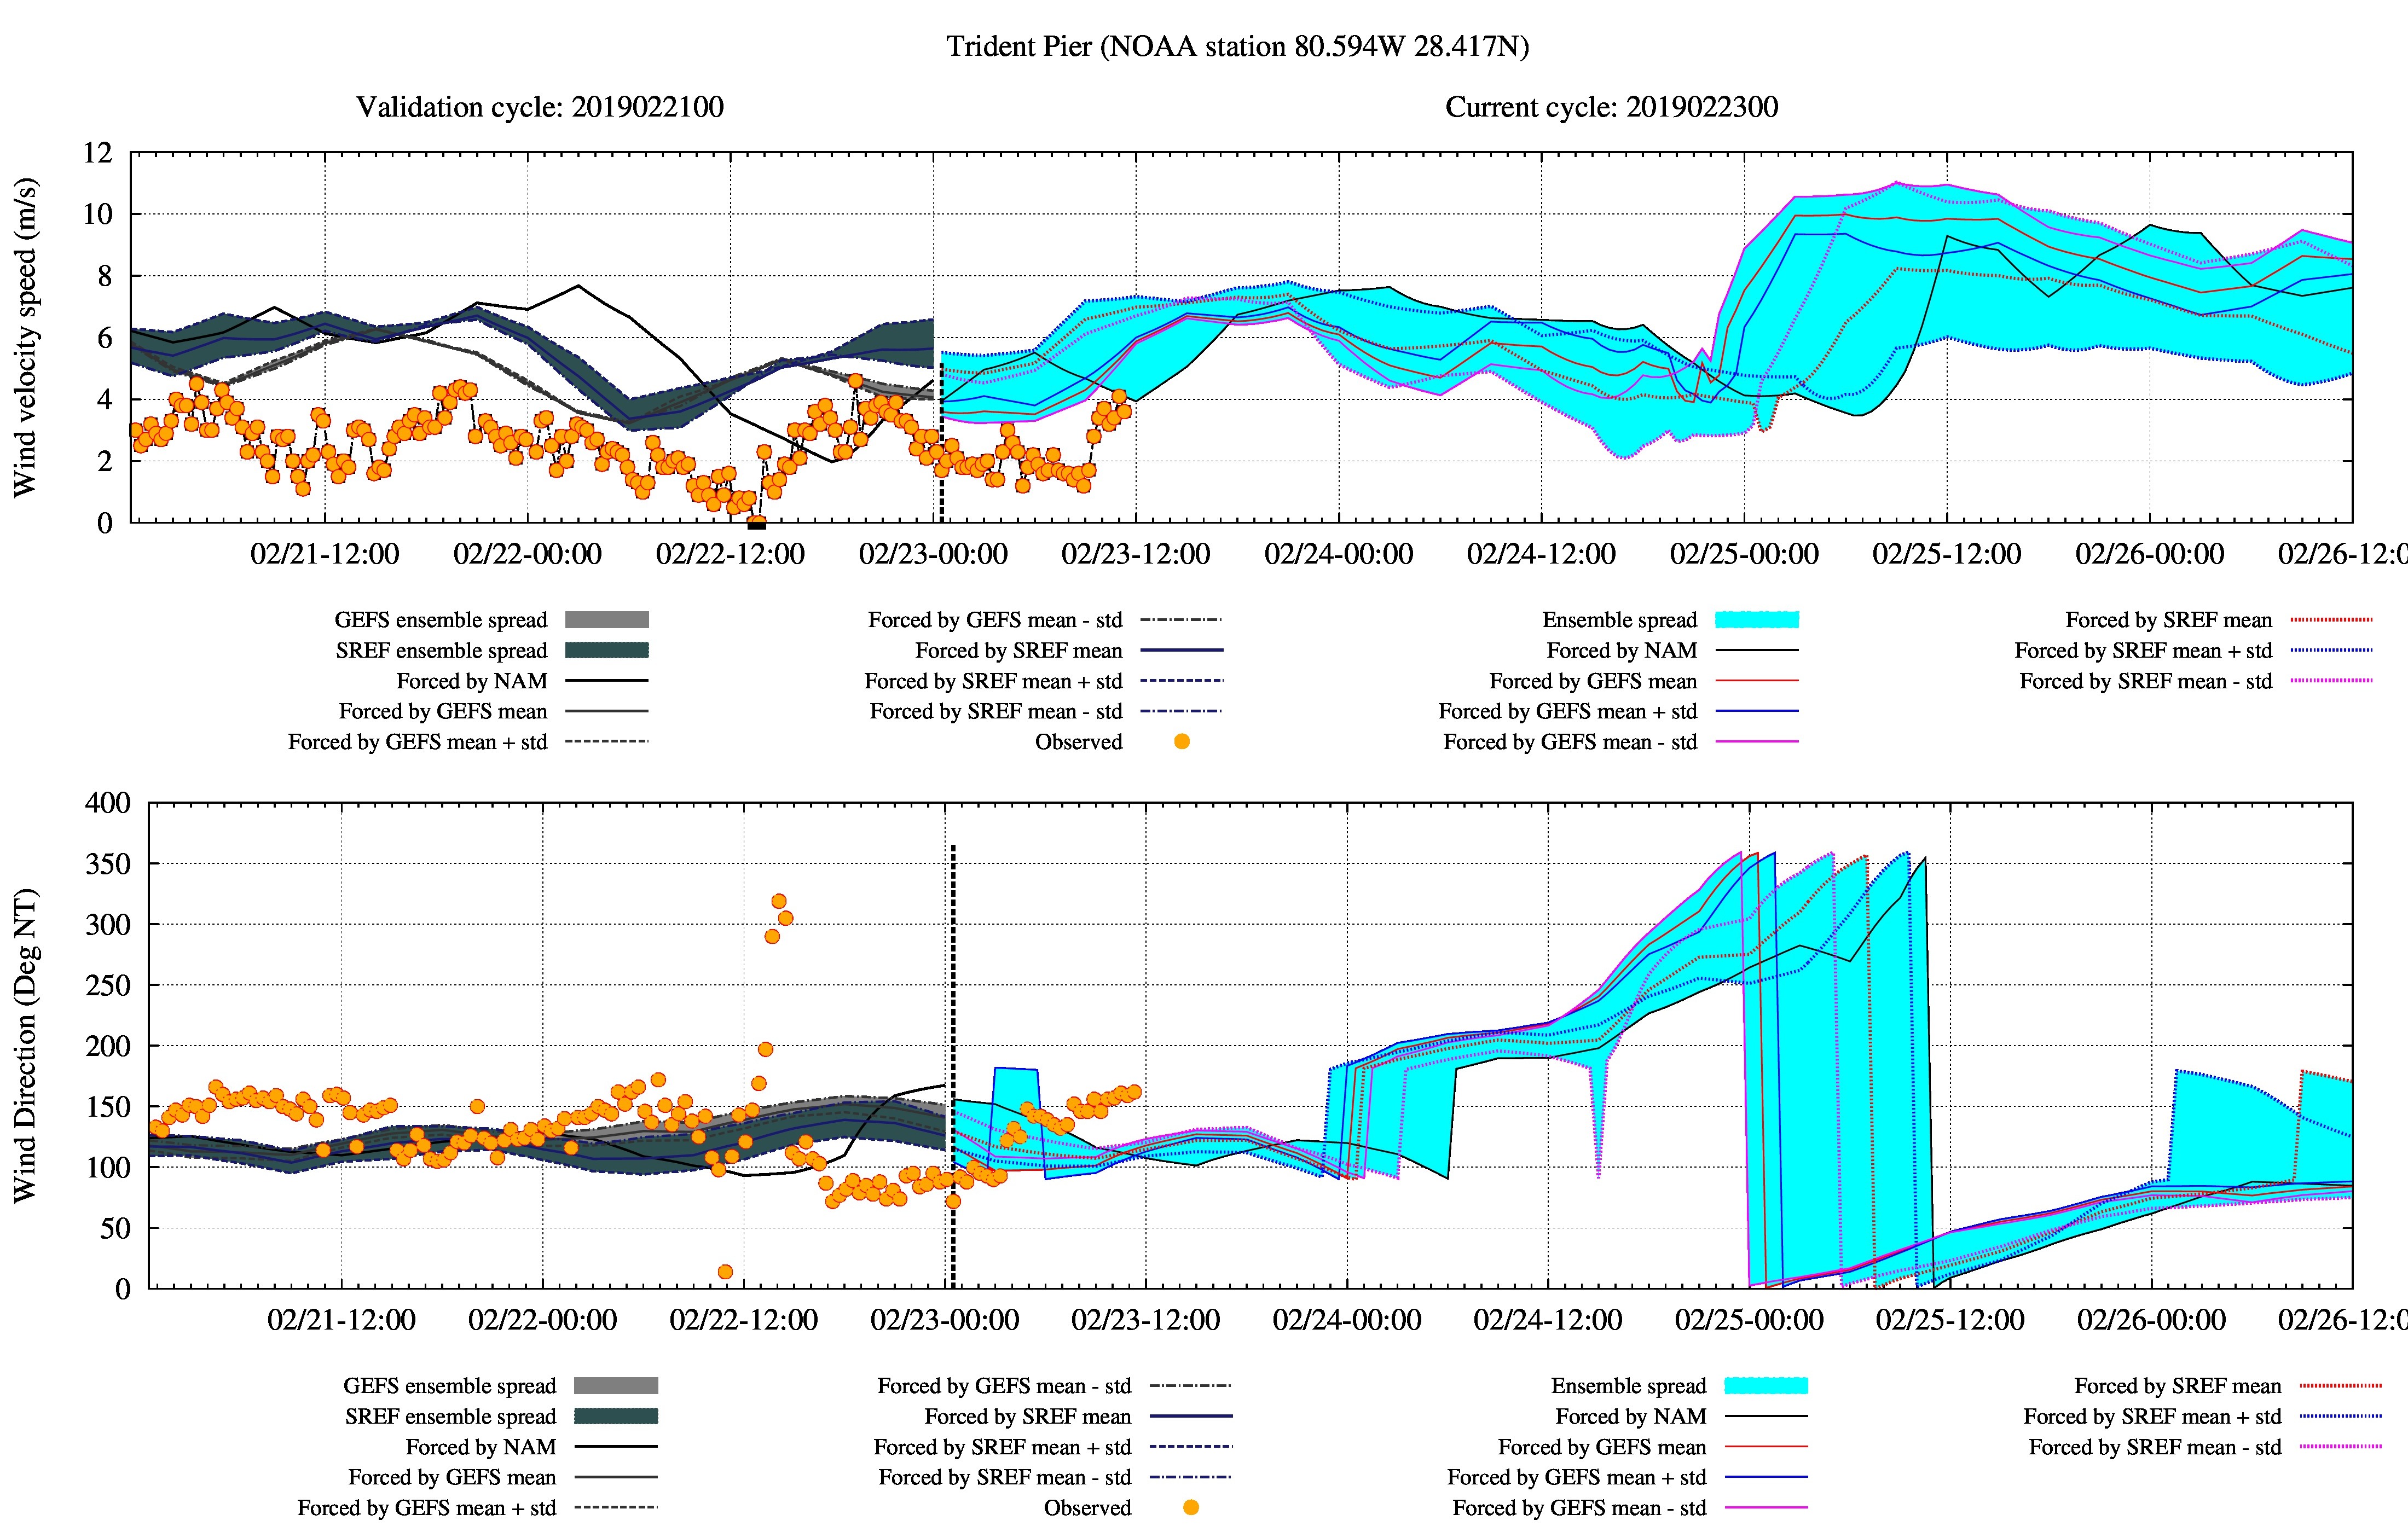 Trident Pier (NOAA station 80.594W 28.417N)
Validation cycle: 2019022100
Current cycle: 2019022300
Wind velocity speed (m/s)
12
10
8
6
4
2
0
02/21-12:00 02/22-00:00 02/22-12:00 02/23-00:00 02/23-12:00 02/24-00:00 02/24-12:00 02/25-00:00 02/25-12:00 02/26-00:00 02/26-12:0
GEFS ensemble spread
SREF ensemble spread
Forced by NAM
Forced by GEFS mean
Forced by GEFS mean + std
Forced by GEFS mean - std
Forced by SREF mean
Forced by SREF mean + std
Forced by SREF mean - std
Observed
Ensemble spread
Forced by NAM
Forced by GEFS mean
Forced by GEFS mean + std
Forced by GEFS mean - std
Forced by SREF mean
Forced by SREF mean + std
Forced by SREF mean - std
Wind Direction (Deg NT)
400
350
300
250
200
150
100
50
0
02/21-12:00 02/22-00:00 02/22-12:00 02/23-00:00 02/23-12:00 02/24-00:00 02/24-12:00 02/25-00:00 02/25-12:00 02/26-00:00 02/26-12:0
GEFS ensemble spread
SREF ensemble spread
Forced by NAM
Forced by GEFS mean
Forced by GEFS mean + std
Forced by GEFS mean - std
Forced by SREF mean
Forced by SREF mean + std
Forced by SREF mean - std
Observed
Ensemble spread
Forced by NAM
Forced by GEFS mean
Forced by GEFS mean + std
Forced by GEFS mean - std
Forced by SREF mean
Forced by SREF mean + std
Forced by SREF mean - std